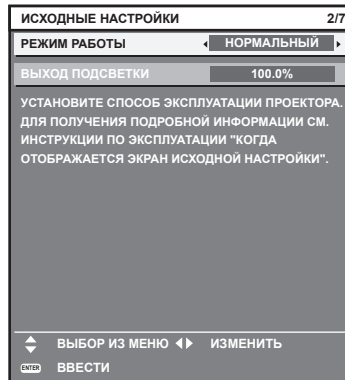 ИСХОДНЫЕ НАСТРОЙКИ 2/7
РЕЖИМ РАБОТЫ НОРМАЛЬНЫЙ
ВЫХОД ПОДСВЕТКИ 100.0%
УСТАНОВИТЕ СПОСОБ ЭКСПЛУАТАЦИИ ПРОЕКТОРА.
ДЛЯ ПОЛУЧЕНИЯ ПОДРОБНОЙ ИНФОРМАЦИИ СМ.
ИНСТРУКЦИИ ПО ЭКСПЛУАТАЦИИ "КОГДА
ОТОБРАЖАЕТСЯ ЭКРАН ИСХОДНОЙ НАСТРОЙКИ".
ВЫБОР ИЗ МЕНЮ ИЗМЕНИТЬ
ENTER ВВЕСТИ